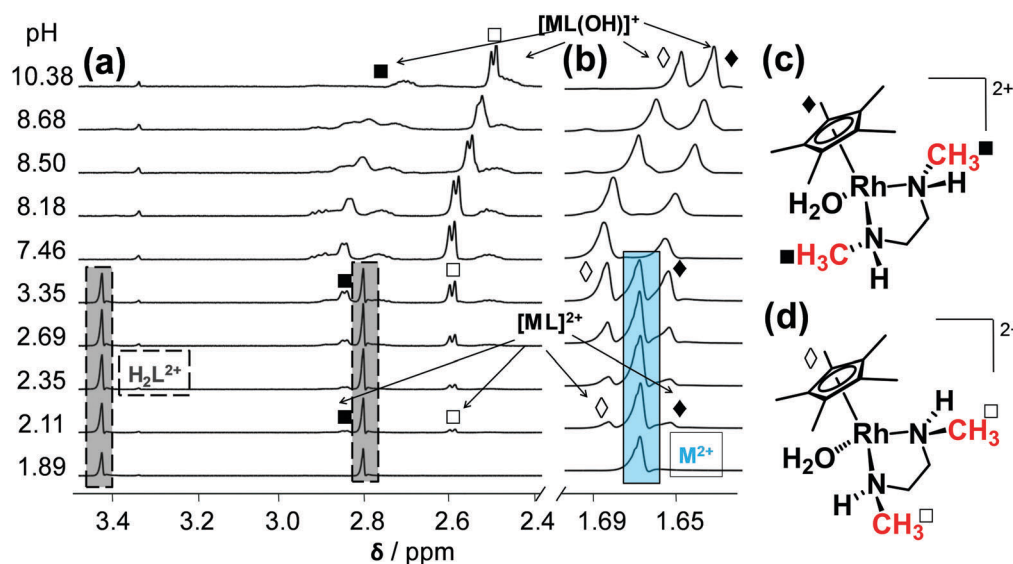 pH
(a)
[ML(OH)]⁺
(b)
(c)
10.38
8.68
8.50
8.18
7.46
3.35
2.69
2.35
2.11
1.89
H₂L²⁺
[ML]²⁺
M²⁺
3.4
3.2
3.0
2.8
2.6
2.4
1.69
1.65
δ / ppm
2+
CH₃
Rh
N
H
H₂O
N
H₃C
H
(d)
2+
H
Rh
N
CH₃
H₂O
H
N
CH₃